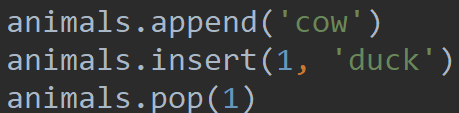 animals.append('cow')
animals.insert(1, 'duck')
animals.pop(1)